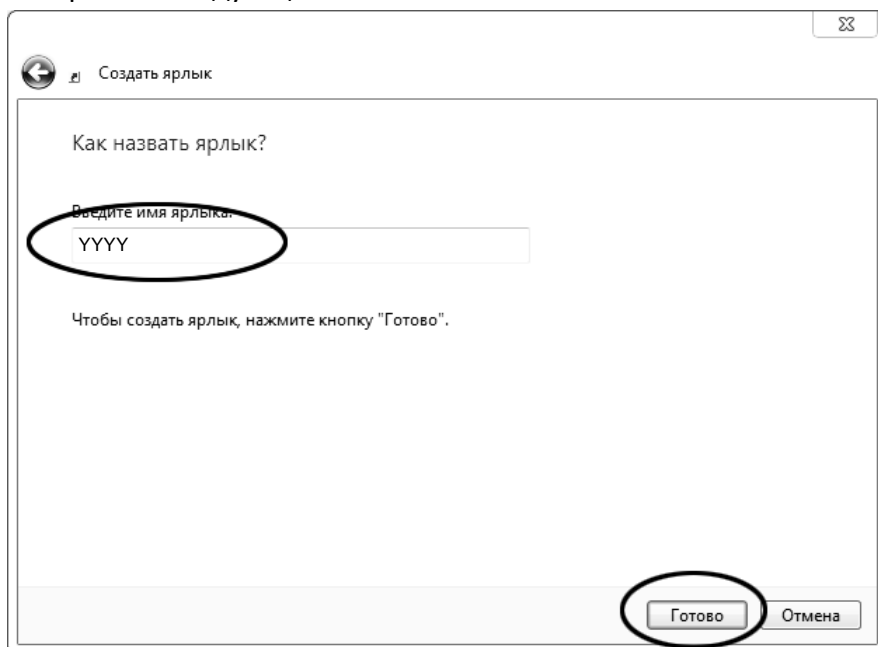 Создать ярлык
Как назвать ярлык?
Введите имя ярлыка:
YYYY
Чтобы создать ярлык, нажмите кнопку "Готово".
Готово Отмена